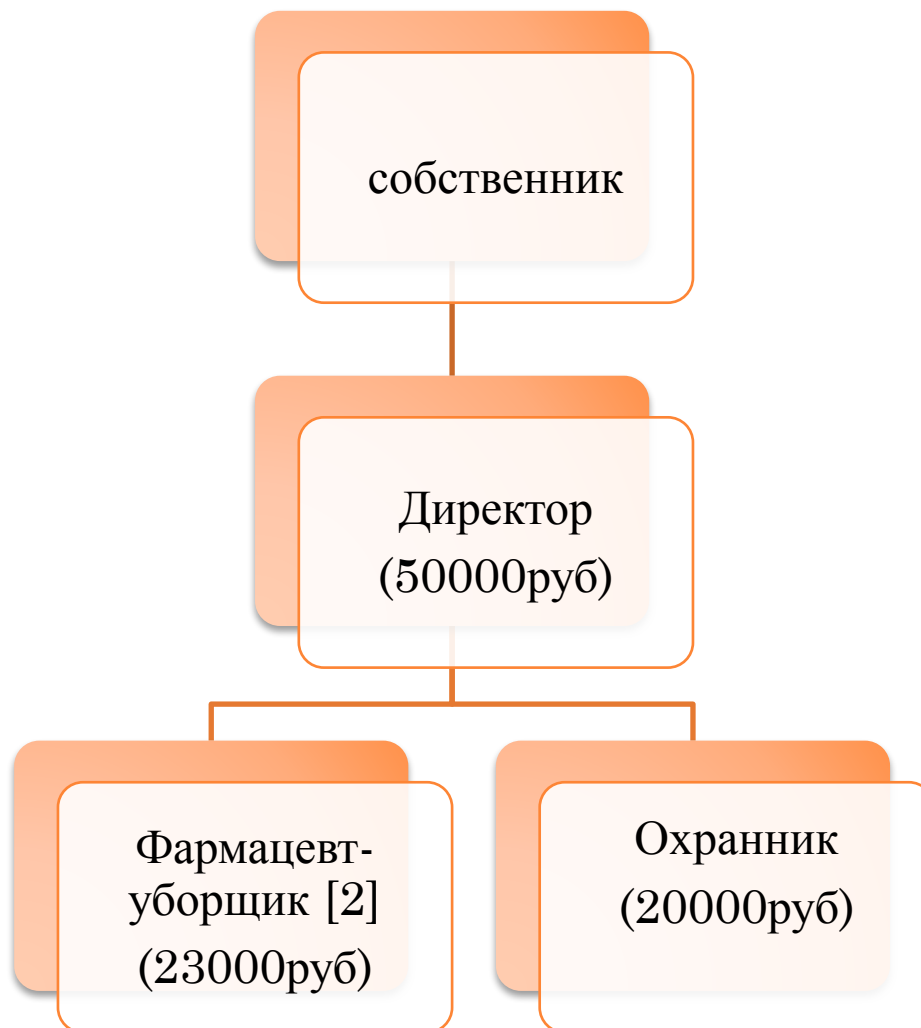 собственник
Директор
(50000руб)
Фармацевт-
уборщик [2]
(23000руб)
Охранник
(20000руб)